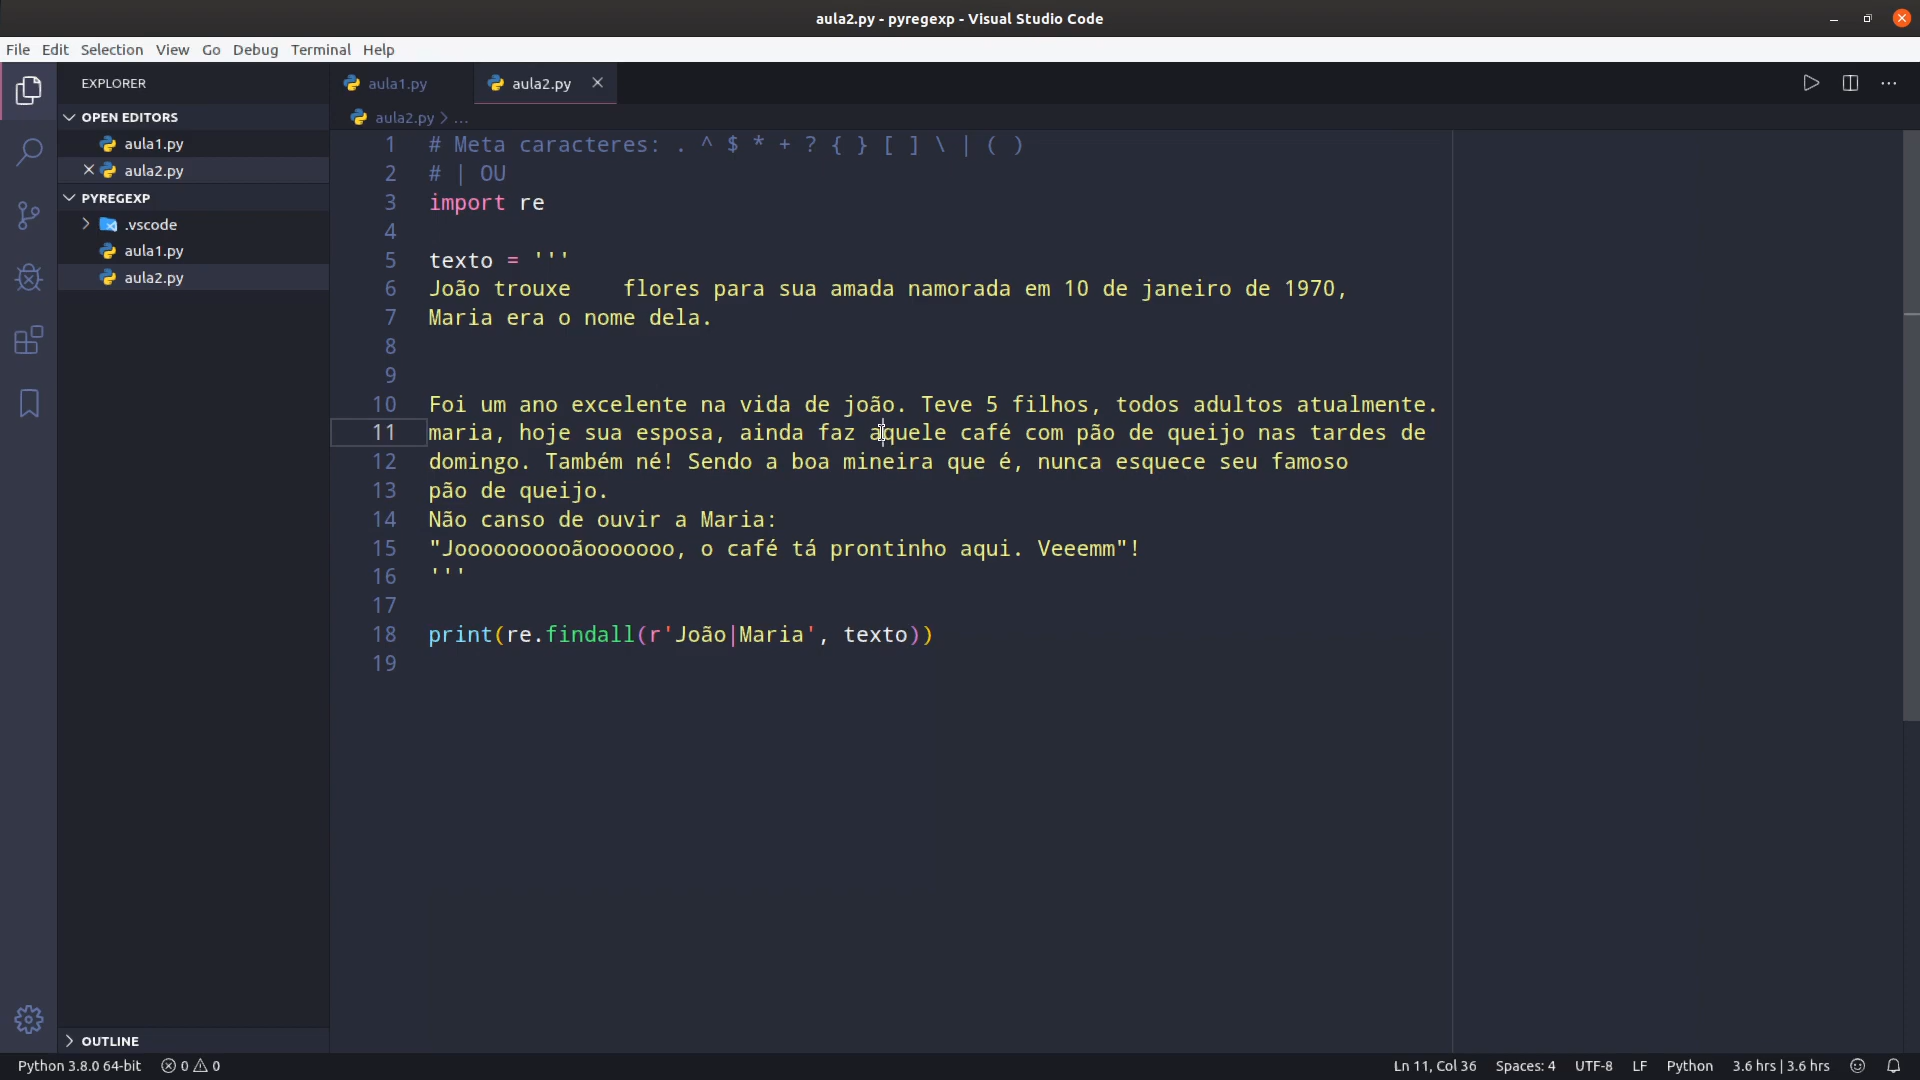 aula2.py - pyregexp - Visual Studio Code
File Edit Selection View Go Debug Terminal Help
EXPLORER
OPEN EDITORS
aula1.py
aula2.py
PYREGEXP
.vscode
aula1.py
aula2.py
OUTLINE
aula1.py aula2.py
aula2.py > ...
1 # Meta caracteres: . ^ $ * + ? { } [ ] \ | ( )
2 # | OU
3 import re
4
5 texto = '''
6 João trouxe    flores para sua amada namorada em 10 de janeiro de 1970,
7 Maria era o nome dela.
8
9
10 Foi um ano excelente na vida de joão. Teve 5 filhos, todos adultos atualmente.
11 maria, hoje sua esposa, ainda faz aquele café com pão de queijo nas tardes de
12 domingo. Também né! Sendo a boa mineira que é, nunca esquece seu famoso
13 pão de queijo.
14 Não canso de ouvir a Maria:
15 "Jooooooooooãooooooo, o café tá prontinho aqui. Veeemm"!
16 '''
17
18 print(re.findall(r'João|Maria', texto))
19
Python 3.8.0 64-bit 0 0 Ln 11, Col 36 Spaces: 4 UTF-8 LF Python 3.6 hrs | 3.6 hrs